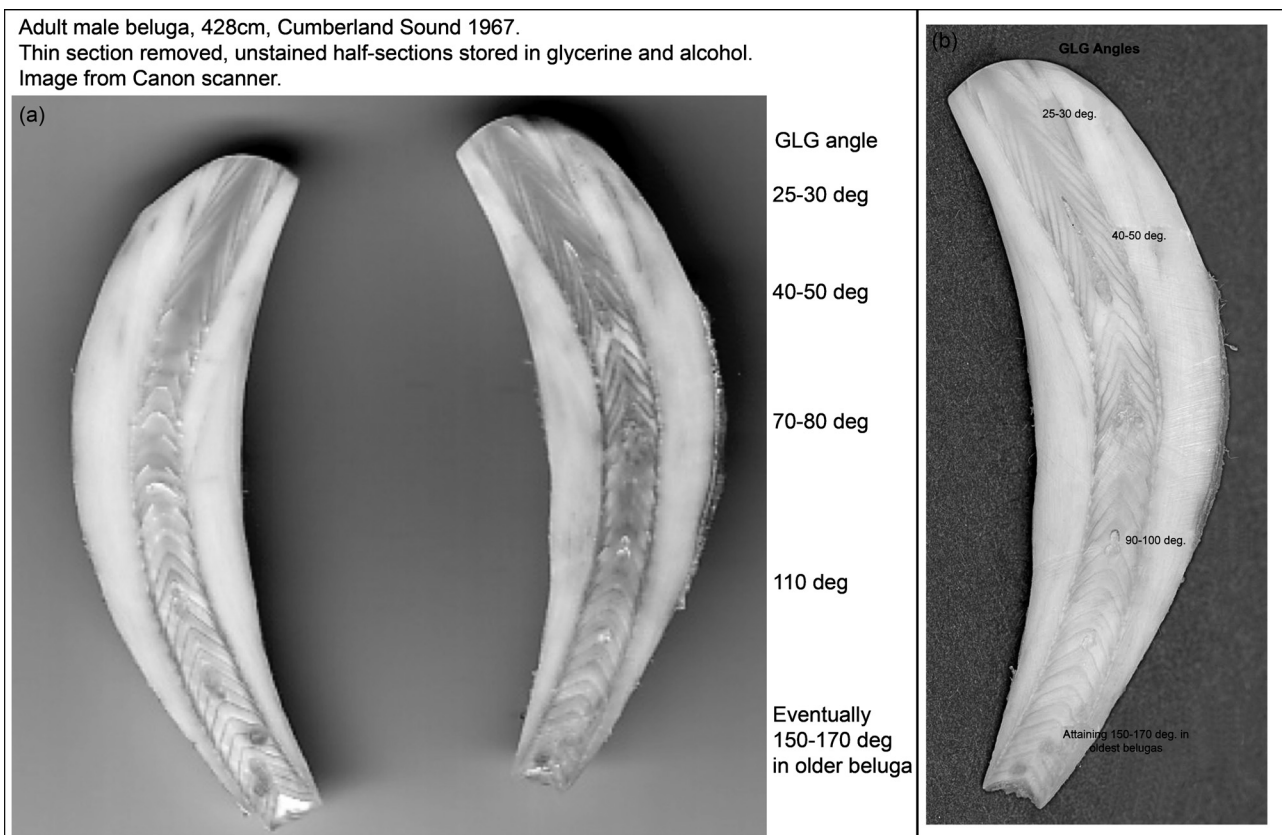 Adult male beluga, 428cm, Cumberland Sound 1967.
Thin section removed, unstained half-sections stored in glycerine and alcohol.
Image from Canon scanner.
(a)
GLG angle
25-30 deg
40-50 deg
70-80 deg
110 deg
Eventually
150-170 deg
in older beluga
(b)
GLG Angles
25-30 deg.
40-50 deg.
90-100 deg.
Attaining 150-170 deg. in
oldest belugas